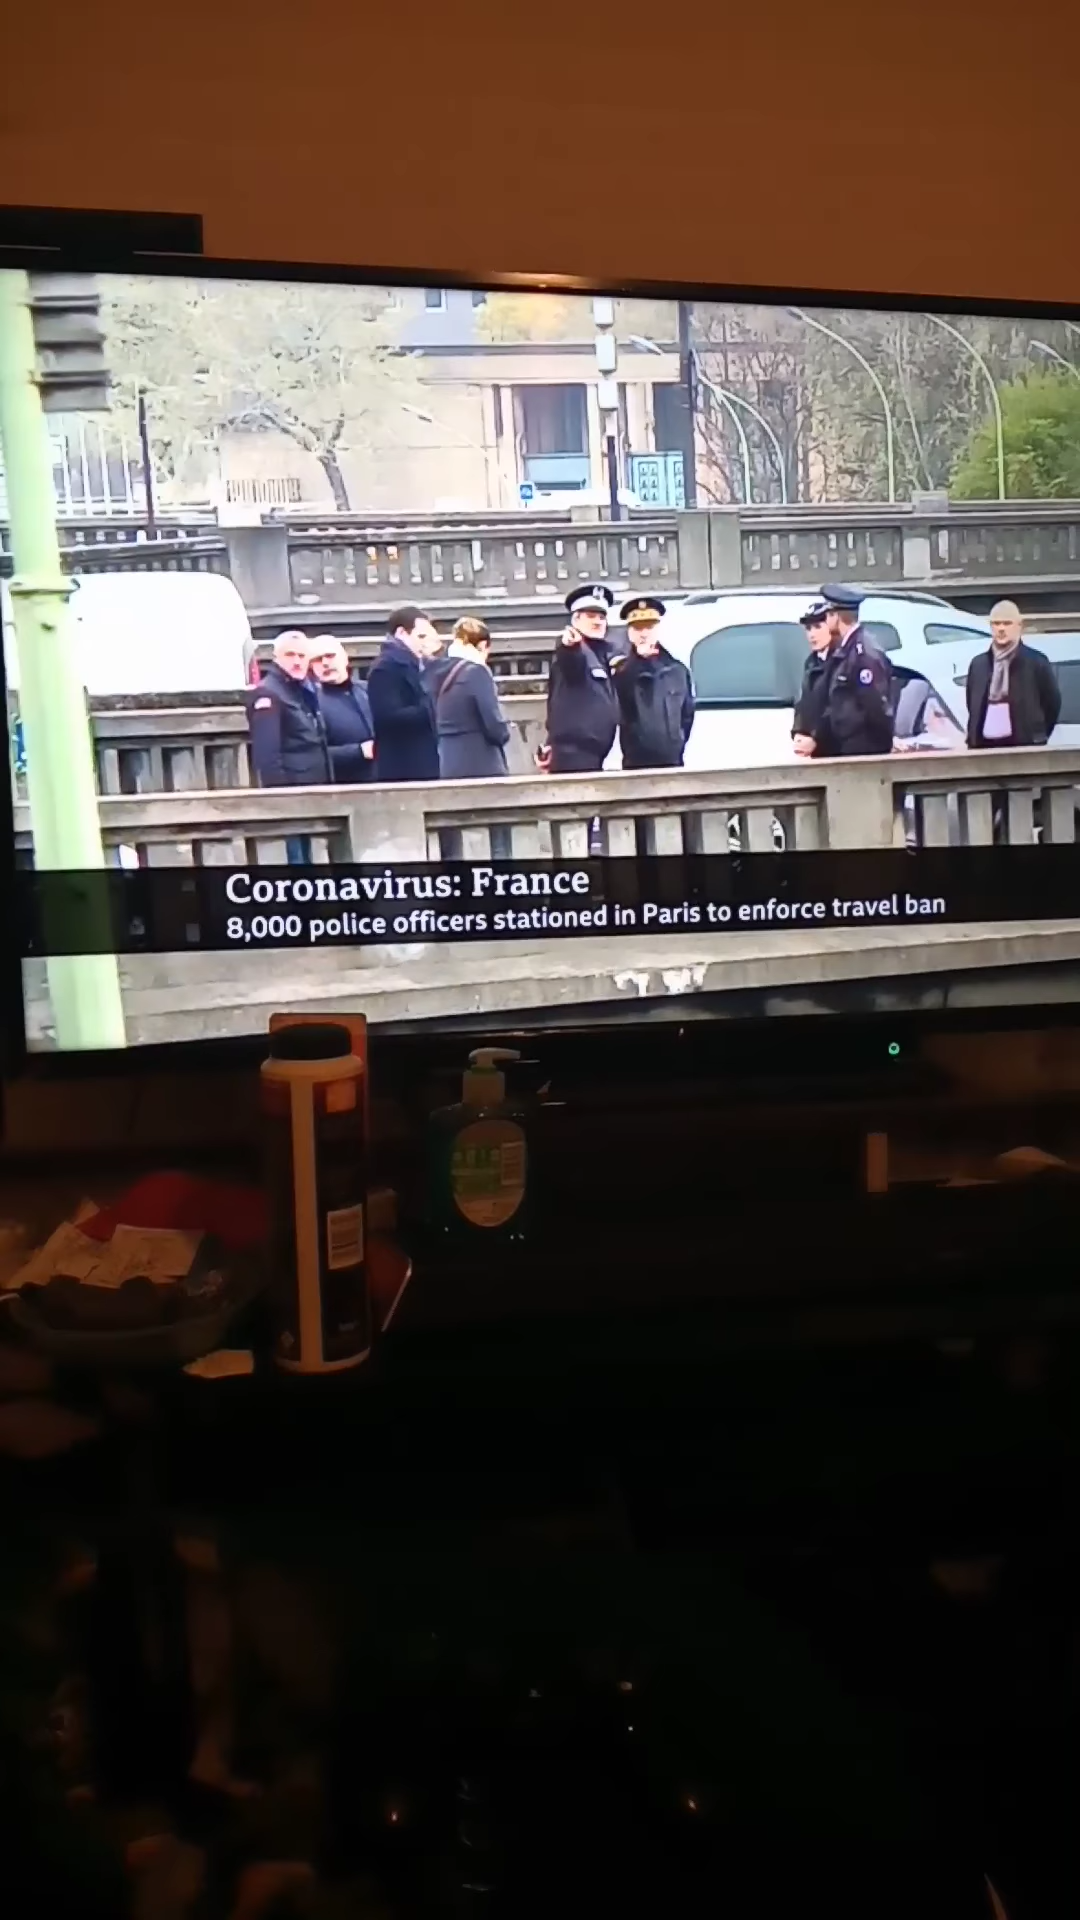 Coronavirus: France
8,000 police officers stationed in Paris to enforce travel ban